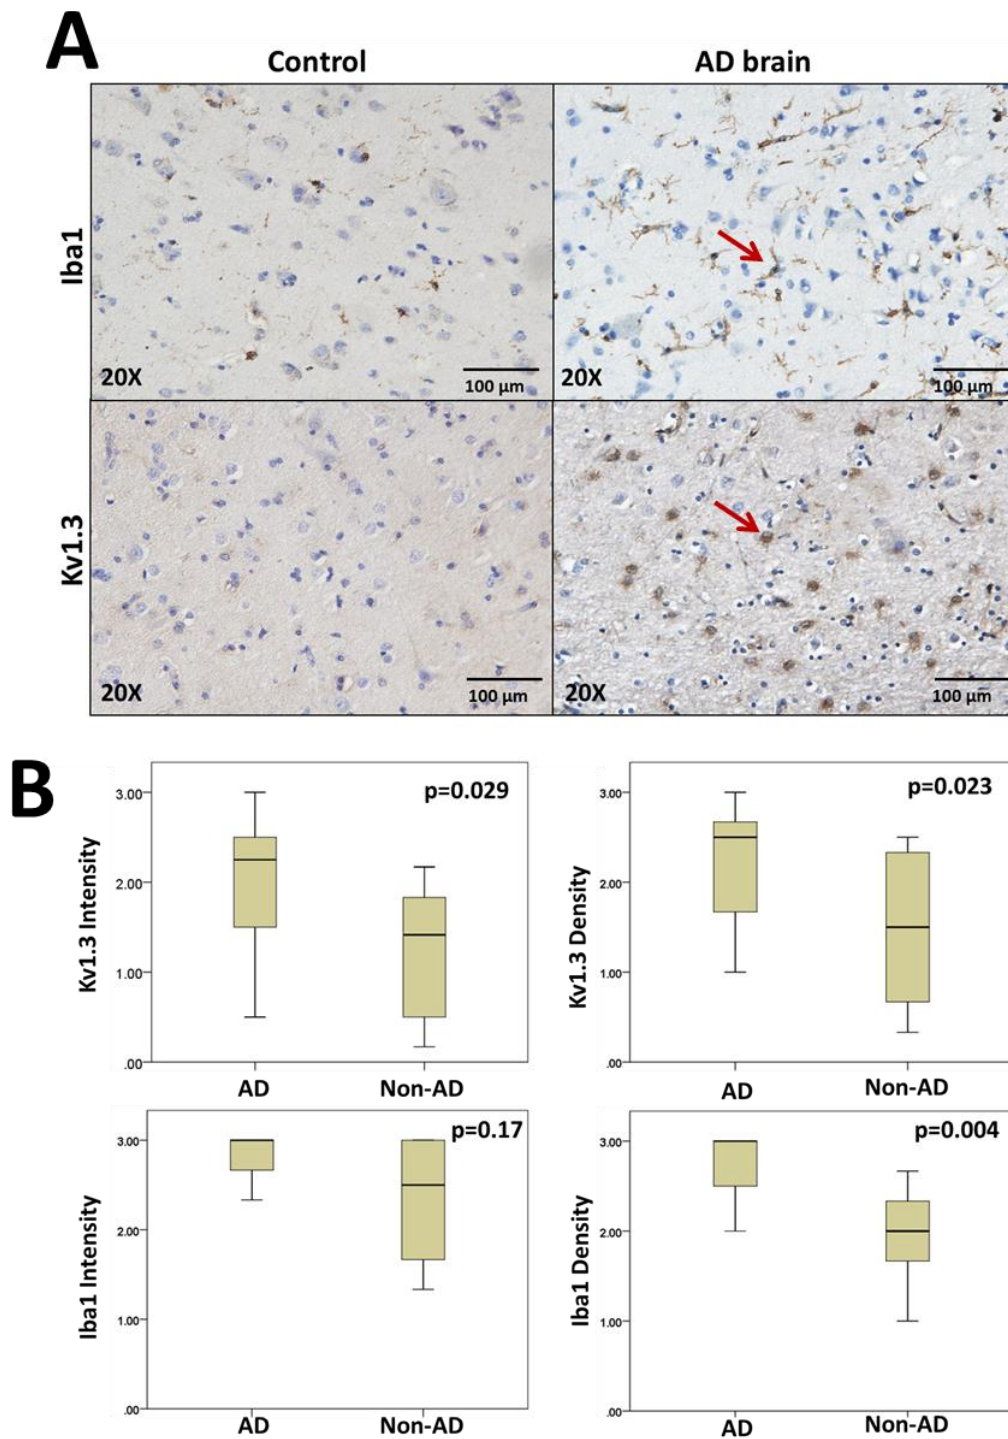 A
Control AD brain
Iba1
20X 100 µm 20X 100 µm
Kv1.3
20X 100 µm 20X 100 µm
B
p=0.029
Kv1.3 Intensity
3.00
2.00
1.00
.00
AD Non-AD
p=0.023
Kv1.3 Density
3.00
2.00
1.00
.00
AD Non-AD
p=0.17
Iba1 Intensity
3.00
2.00
1.00
.00
AD Non-AD
p=0.004
Iba1 Density
3.00
2.00
1.00
.00
AD Non-AD